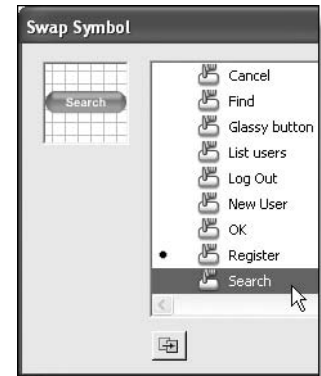 Swap Symbol
Search
Cancel
Find
Glassy button
List users
Log Out
New User
OK
Register
Search